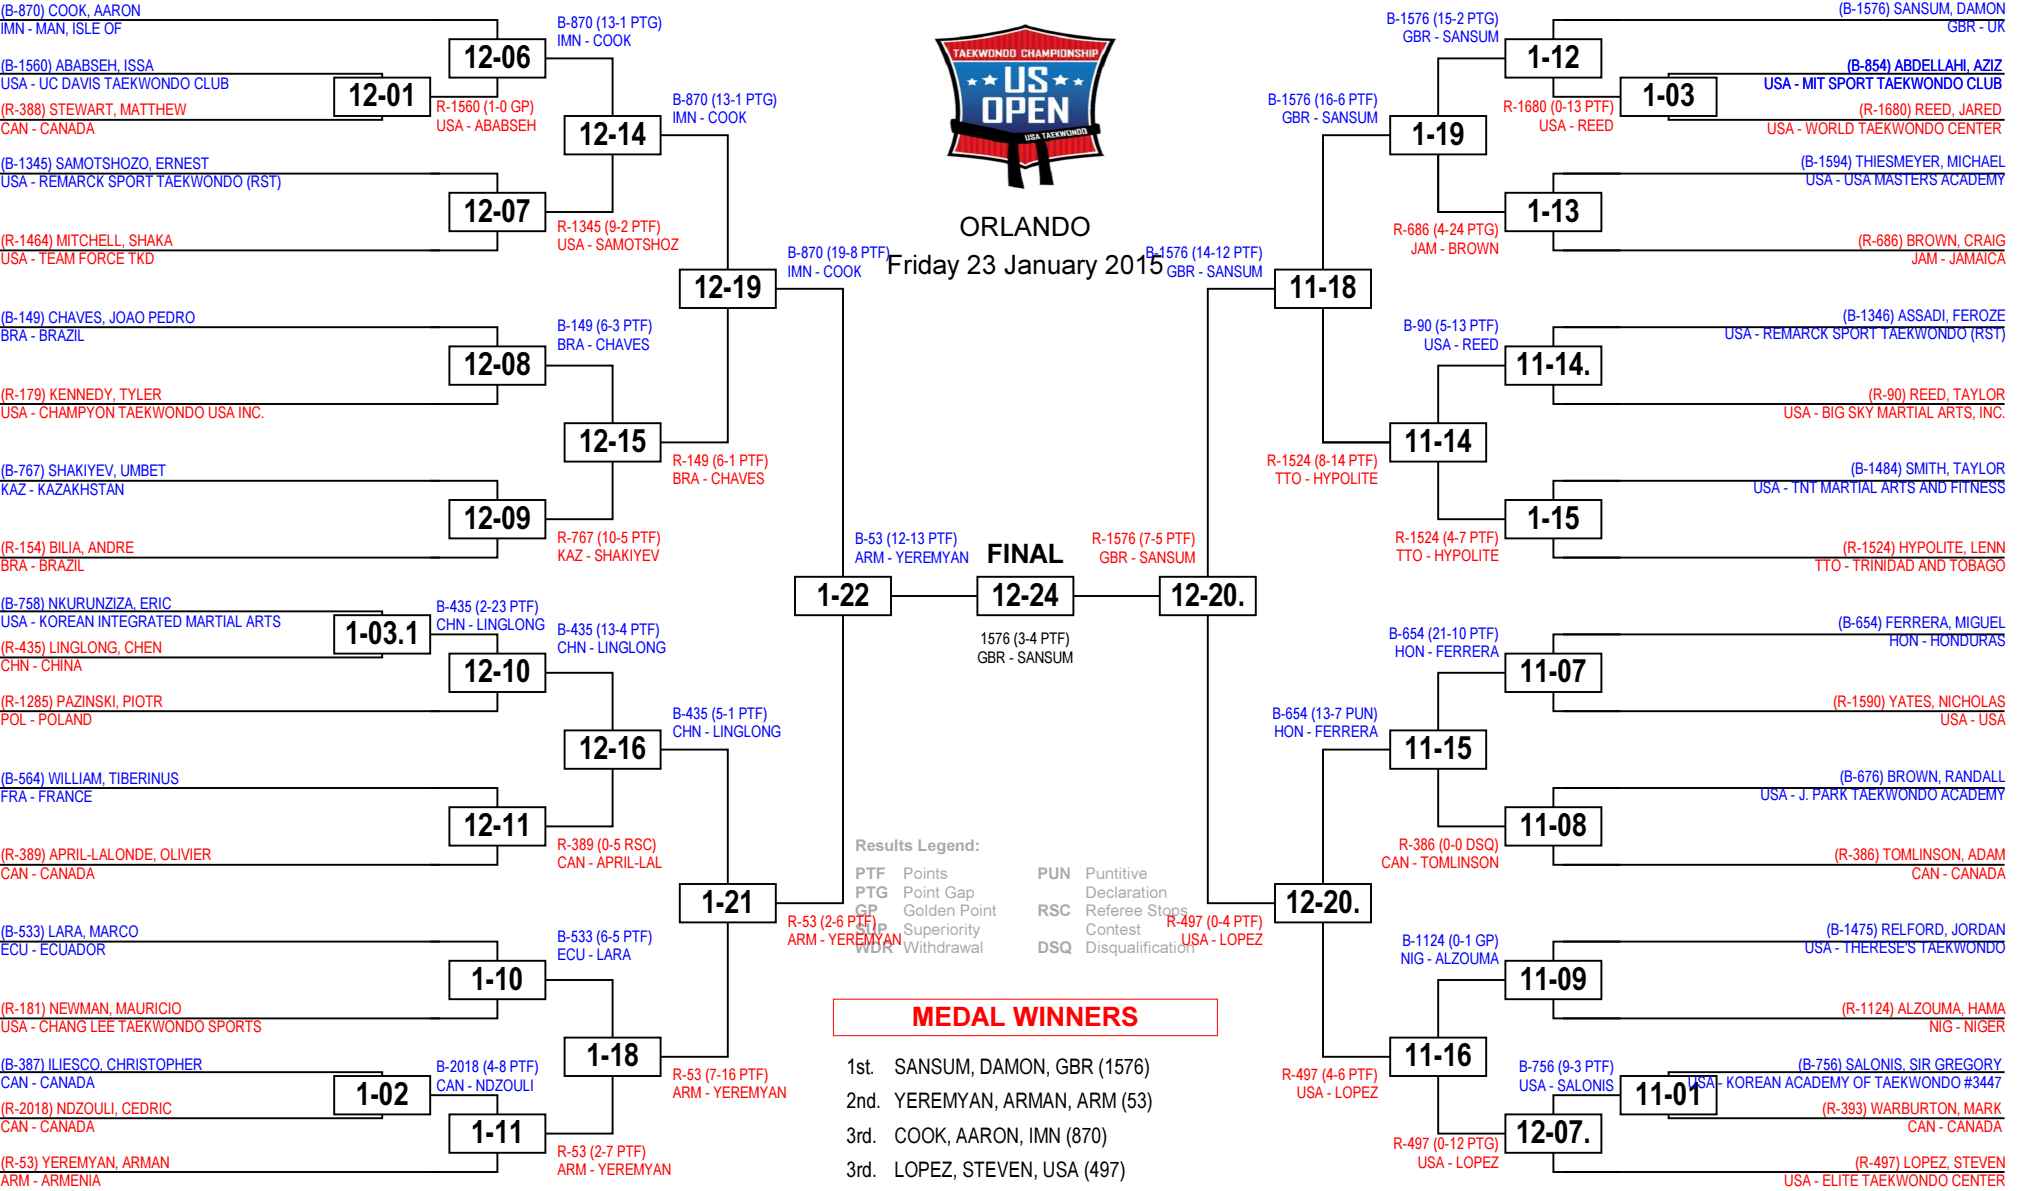 (B-870) COOK, AARON
IMN - MAN, ISLE OF
(B-1560) ABABSEH, ISSA
USA - UC DAVIS TAEKWONDO CLUB
(R-388) STEWART, MATTHEW
CAN - CANADA
(B-1345) SAMOTSHOZO, ERNEST
USA - REMARCK SPORT TAEKWONDO (RST)
(R-1464) MITCHELL, SHAKA
USA - TEAM FORCE TKD
(B-149) CHAVES, JOAO PEDRO
BRA - BRAZIL
(R-179) KENNEDY, TYLER
USA - CHAMPYON TAEKWONDO USA INC.
(B-767) SHAKIYEV, UMBET
KAZ - KAZAKHSTAN
(R-154) BILIA, ANDRE
BRA - BRAZIL
(B-758) NKURUNZIZA, ERIC
USA - KOREAN INTEGRATED MARTIAL ARTS
(R-435) LINGLONG, CHEN
CHN - CHINA
(R-1285) PAZINSKI, PIOTR
POL - POLAND
(B-564) WILLIAM, TIBERINUS
FRA - FRANCE
(R-389) APRIL-LALONDE, OLIVIER
CAN - CANADA
(B-533) LARA, MARCO
ECU - ECUADOR
(R-181) NEWMAN, MAURICIO
USA - CHANG LEE TAEKWONDO SPORTS
(B-387) ILIESCO, CHRISTOPHER
CAN - CANADA
(R-2018) NDZOULI, CEDRIC
CAN - CANADA
(R-53) YEREMYAN, ARMAN
ARM - ARMENIA
12-01
1-03.1
1-02
R-1560 (1-0 GP)
USA - ABABSEH
B-435 (2-23 PTF)
CHN - LINGLONG
B-2018 (4-8 PTF)
CAN - NDZOULI
12-06
12-07
12-08
12-09
12-10
12-11
1-10
1-11
B-870 (13-1 PTG)
IMN - COOK
R-1345 (9-2 PTF)
USA - SAMOTSHOZ
B-149 (6-3 PTF)
BRA - CHAVES
R-767 (10-5 PTF)
KAZ - SHAKIYEV
B-435 (13-4 PTF)
CHN - LINGLONG
R-389 (0-5 RSC)
CAN - APRIL-LAL
B-533 (6-5 PTF)
ECU - LARA
R-53 (2-7 PTF)
ARM - YEREMYAN
12-14
12-15
12-16
1-18
B-870 (13-1 PTG)
IMN - COOK
R-149 (6-1 PTF)
BRA - CHAVES
B-435 (5-1 PTF)
CHN - LINGLONG
R-53 (7-16 PTF)
ARM - YEREMYAN
12-19
1-21
B-870 (19-8 PTF)
IMN - COOK
R-53 (2-6 PTF)
ARM - YEREMYAN
1-22
B-53 (12-13 PTF)
ARM - YEREMYAN
TAEKWONDO CHAMPIONSHIP
US
OPEN
USA TAEKWONDO
ORLANDO
Friday 23 January 2015
FINAL
12-24
1576 (3-4 PTF)
GBR - SANSUM
R-1576 (7-5 PTF)
GBR - SANSUM
12-20.
B-1576 (14-12 PTF)
GBR - SANSUM
R-497 (0-4 PTF)
USA - LOPEZ
11-18
12-20.
B-1576 (16-6 PTF)
GBR - SANSUM
R-1524 (8-14 PTF)
TTO - HYPOLITE
B-654 (13-7 PUN)
HON - FERRERA
R-497 (4-6 PTF)
USA - LOPEZ
1-19
11-14
11-15
11-16
B-1576 (15-2 PTG)
GBR - SANSUM
R-686 (4-24 PTG)
JAM - BROWN
B-90 (5-13 PTF)
USA - REED
R-1524 (4-7 PTF)
TTO - HYPOLITE
B-654 (21-10 PTF)
HON - FERRERA
R-386 (0-0 DSQ)
CAN - TOMLINSON
B-1124 (0-1 GP)
NIG - ALZOUMA
R-497 (0-12 PTG)
USA - LOPEZ
1-12
1-13
11-14.
1-15
11-07
11-08
11-09
12-07.
R-1680 (0-13 PTF)
USA - REED
B-756 (9-3 PTF)
USA - SALONIS
1-03
11-01
(B-1576) SANSUM, DAMON
GBR - UK
(B-854) ABDELLAHI, AZIZ
USA - MIT SPORT TAEKWONDO CLUB
(R-1680) REED, JARED
USA - WORLD TAEKWONDO CENTER
(B-1594) THIESMEYER, MICHAEL
USA - USA MASTERS ACADEMY
(R-686) BROWN, CRAIG
JAM - JAMAICA
(B-1346) ASSADI, FEROZE
USA - REMARCK SPORT TAEKWONDO (RST)
(R-90) REED, TAYLOR
USA - BIG SKY MARTIAL ARTS, INC.
(B-1484) SMITH, TAYLOR
USA - TNT MARTIAL ARTS AND FITNESS
(R-1524) HYPOLITE, LENN
TTO - TRINIDAD AND TOBAGO
(B-654) FERRERA, MIGUEL
HON - HONDURAS
(R-1590) YATES, NICHOLAS
USA - USA
(B-676) BROWN, RANDALL
USA - J. PARK TAEKWONDO ACADEMY
(R-386) TOMLINSON, ADAM
CAN - CANADA
(B-1475) RELFORD, JORDAN
USA - THERESE'S TAEKWONDO
(R-1124) ALZOUMA, HAMA
NIG - NIGER
(B-756) SALONIS, SIR GREGORY
USA - KOREAN ACADEMY OF TAEKWONDO #3447
(R-393) WARBURTON, MARK
CAN - CANADA
(R-497) LOPEZ, STEVEN
USA - ELITE TAEKWONDO CENTER
Results Legend:
PTF Points
PTG Point Gap
GP Golden Point
SUP Superiority
WDR Withdrawal
PUN Puntitive
Declaration
RSC Referee Stops
Contest
DSQ Disqualification
MEDAL WINNERS
1st. SANSUM, DAMON, GBR (1576)
2nd. YEREMYAN, ARMAN, ARM (53)
3rd. COOK, AARON, IMN (870)
3rd. LOPEZ, STEVEN, USA (497)